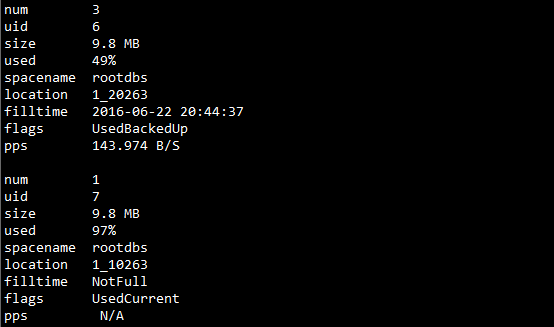 num        3
uid        6
size       9.8 MB
used       49%
spacename  rootdbs
location   1_20263
filltime   2016-06-22 20:44:37
flags      UsedBackedUp
pps        143.974 B/S

num        1
uid        7
size       9.8 MB
used       97%
spacename  rootdbs
location   1_10263
filltime   NotFull
flags      UsedCurrent
pps         N/A